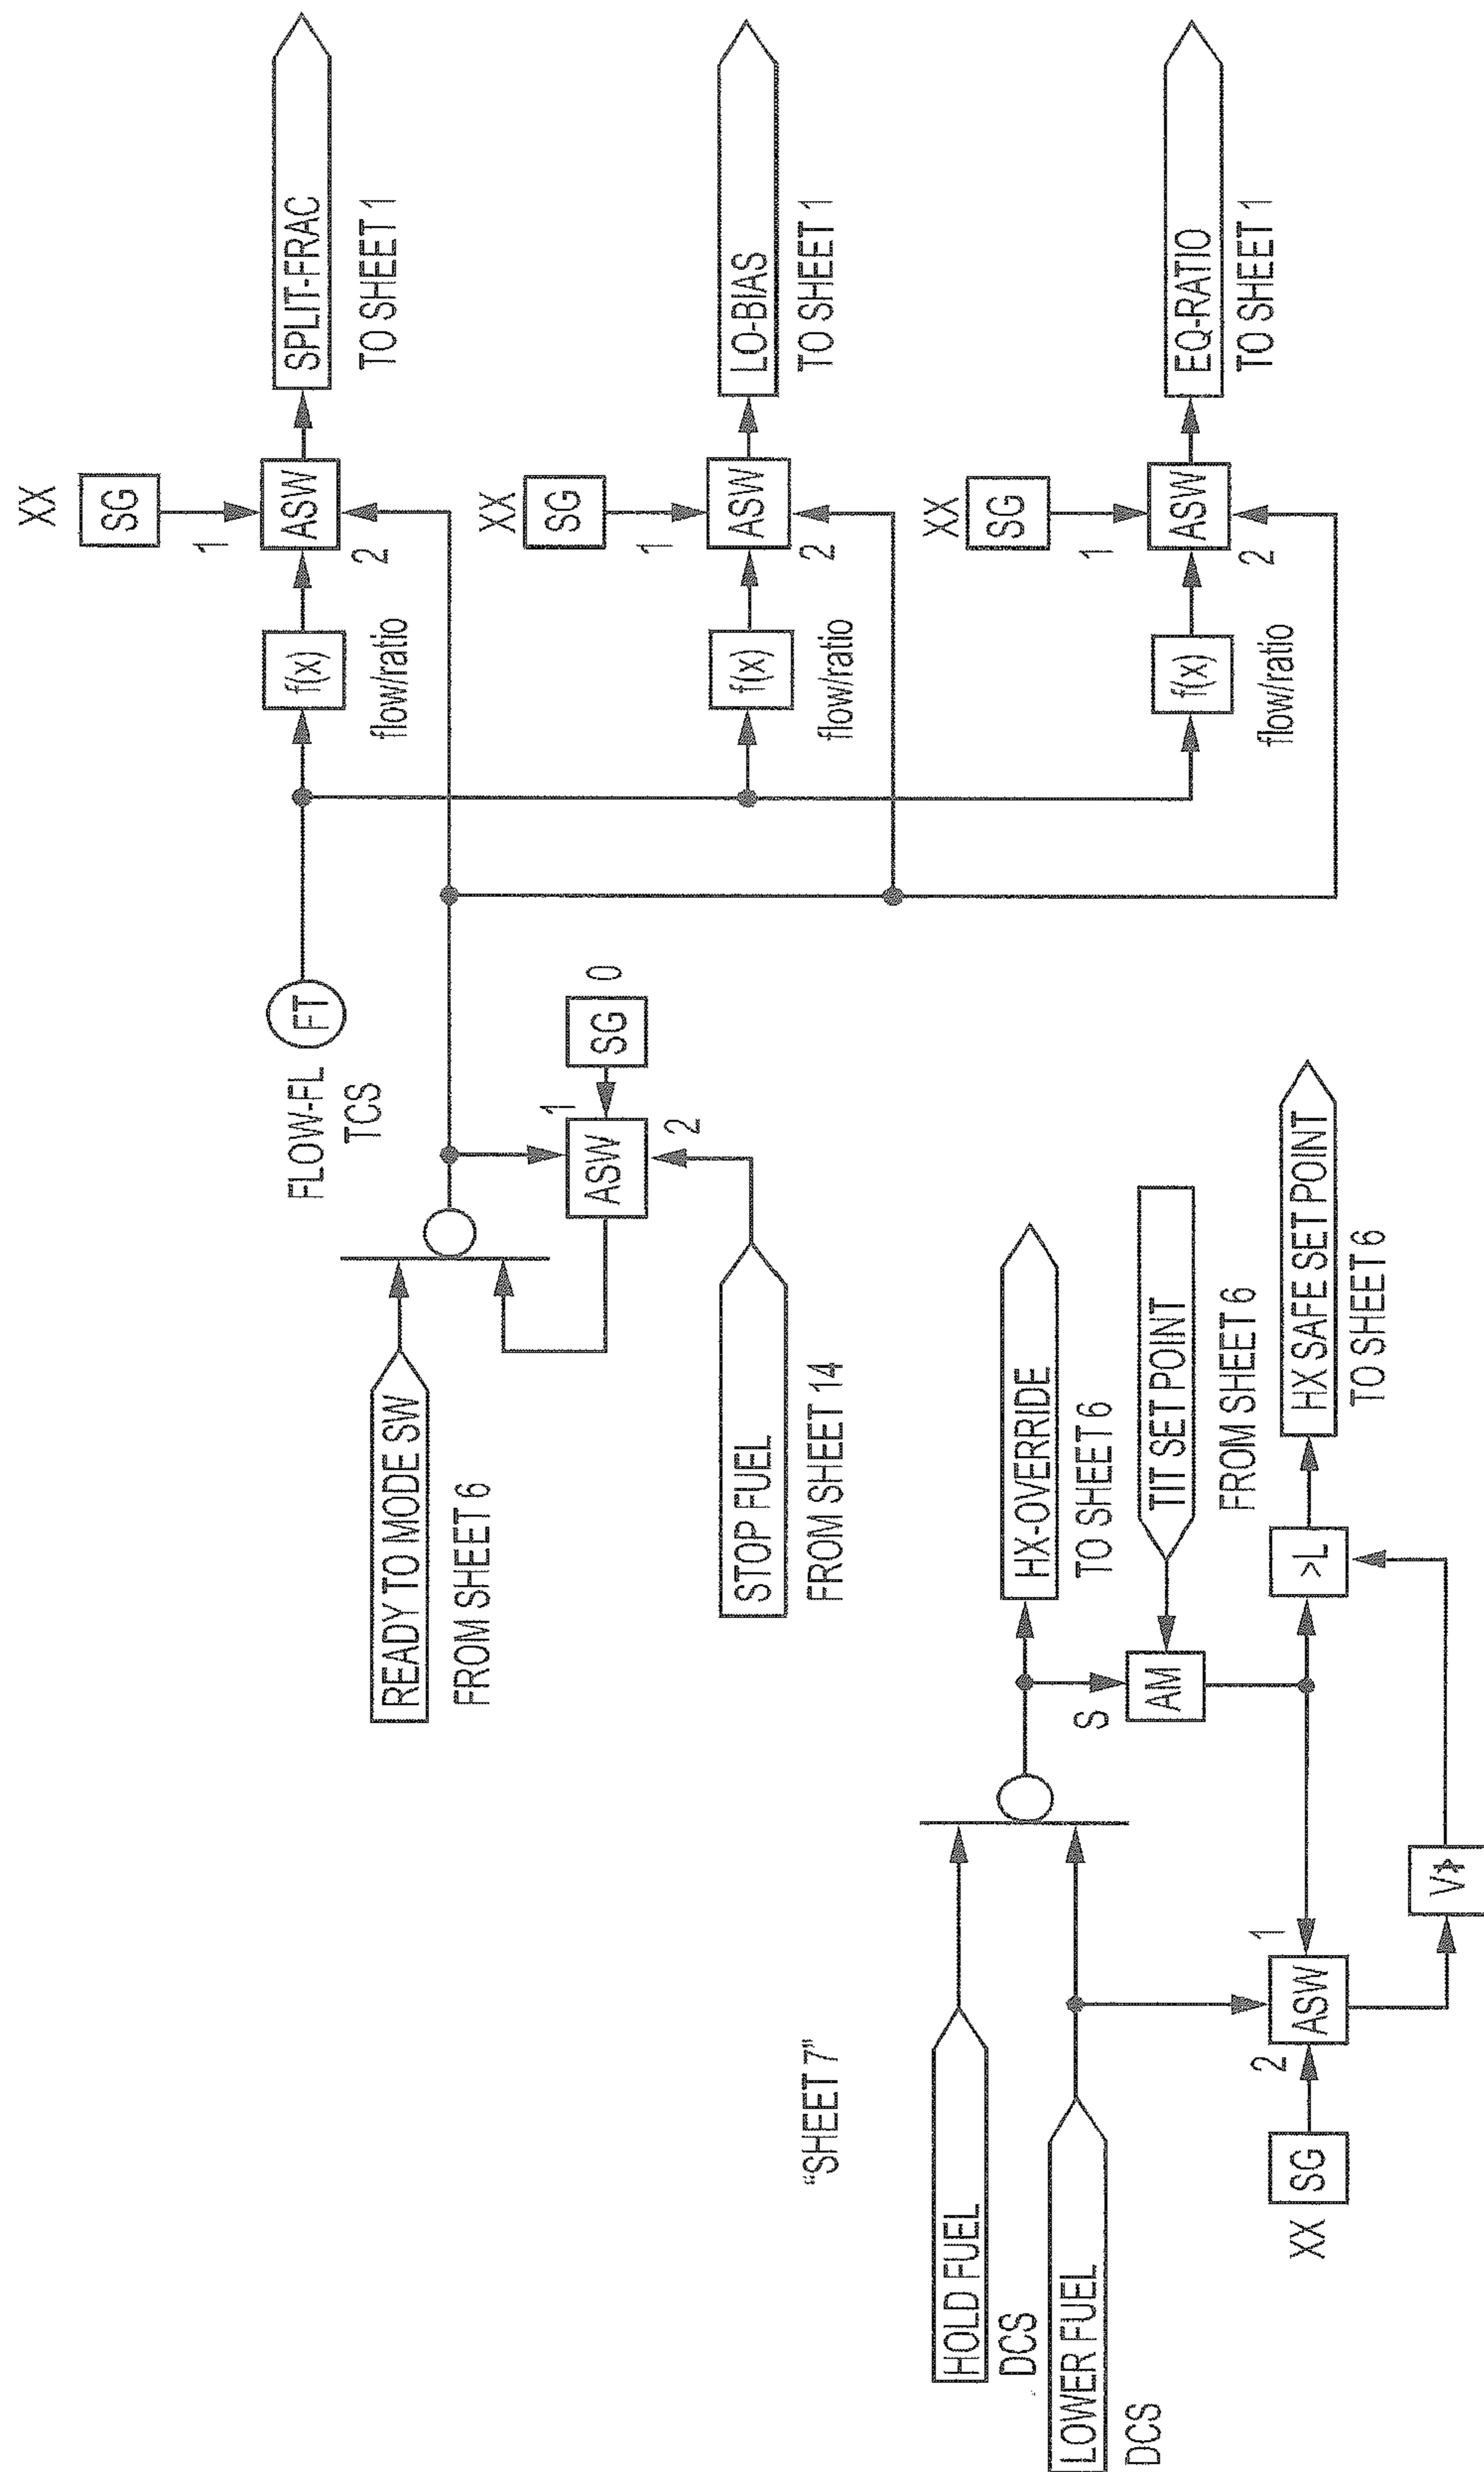 "SHEET 7"
HOLD FUEL
DCS
LOWER FUEL
DCS
XX
SG
2
ASW
1
V≯
S
AM
>L
HX-OVERRIDE
TO SHEET 6
TIT SET POINT
FROM SHEET 6
HX SAFE SET POINT
TO SHEET 6
READY TO MODE SW
FROM SHEET 6
STOP FUEL
FROM SHEET 14
ASW
1
2
SG
0
FLOW-FL
TCS
FT
f(x)
flow/ratio
XX
SG
1
ASW
2
SPLIT-FRAC
TO SHEET 1
f(x)
flow/ratio
XX
SG
1
ASW
2
LO-BIAS
TO SHEET 1
f(x)
flow/ratio
XX
SG
1
ASW
2
EQ-RATIO
TO SHEET 1